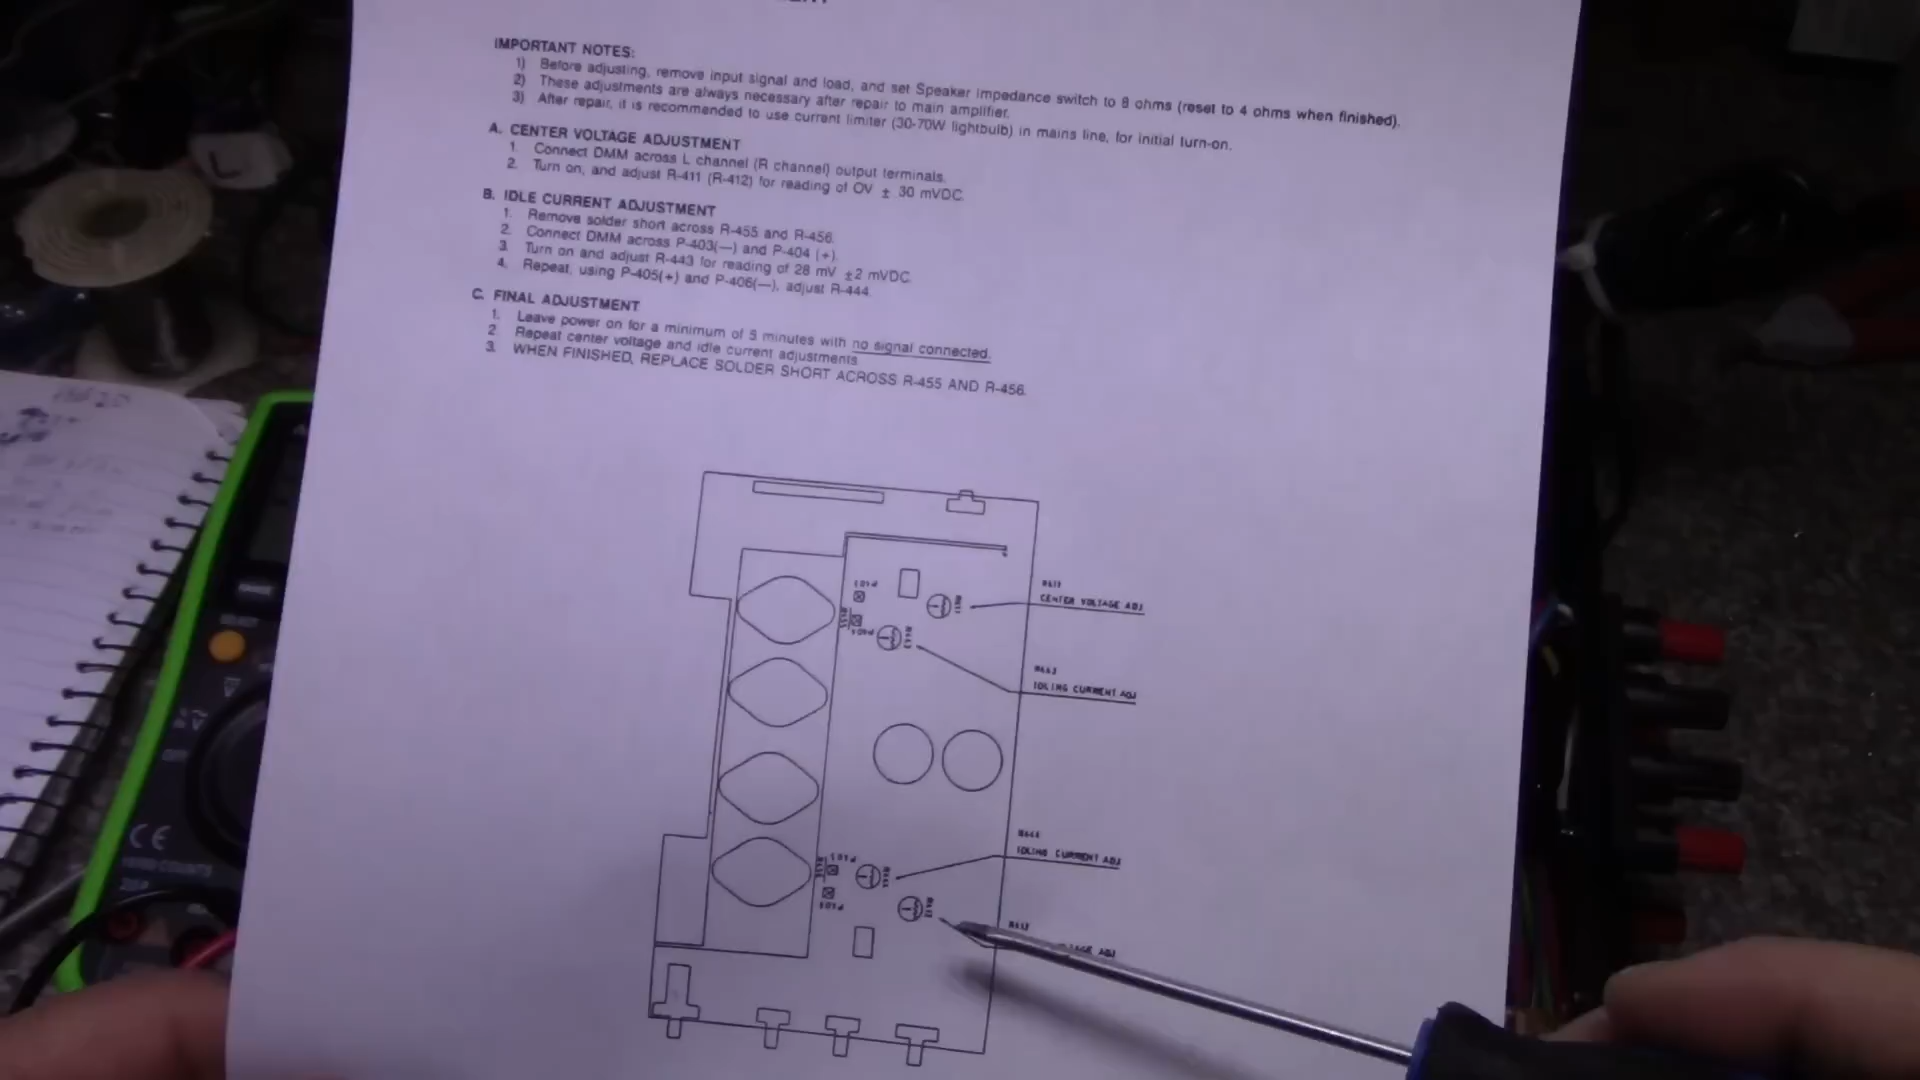 IMPORTANT NOTES:
1) Before adjusting, remove input signal and load, and set Speaker Impedance switch to 8 ohms (reset to 4 ohms when finished).
2) These adjustments are always necessary after repair to main amplifier.
3) After repair, it is recommended to use current limiter (30-70W lightbulb) in mains line, for initial turn-on.
A. CENTER VOLTAGE ADJUSTMENT
1. Connect DMM across L channel (R channel) output terminals.
2. Turn on, and adjust R-411 (R-412) for reading of OV ± 30 mVDC.
B. IDLE CURRENT ADJUSTMENT
1. Remove solder short across R-455 and R-456.
2. Connect DMM across P-403(—) and P-404 (+).
3. Turn on and adjust R-443 for reading of 28 mV ±2 mVDC.
4. Repeat, using P-405(+) and P-406(—), adjust R-444.
C. FINAL ADJUSTMENT
1. Leave power on for a minimum of 5 minutes with no signal connected.
2. Repeat center voltage and idle current adjustments
3. WHEN FINISHED, REPLACE SOLDER SHORT ACROSS R-455 AND R-456.
R411
CENTER VOLTAGE ADJ
R443
IDLING CURRENT ADJ
R444
IDLING CURRENT ADJ
R412
ADJ
L
CE